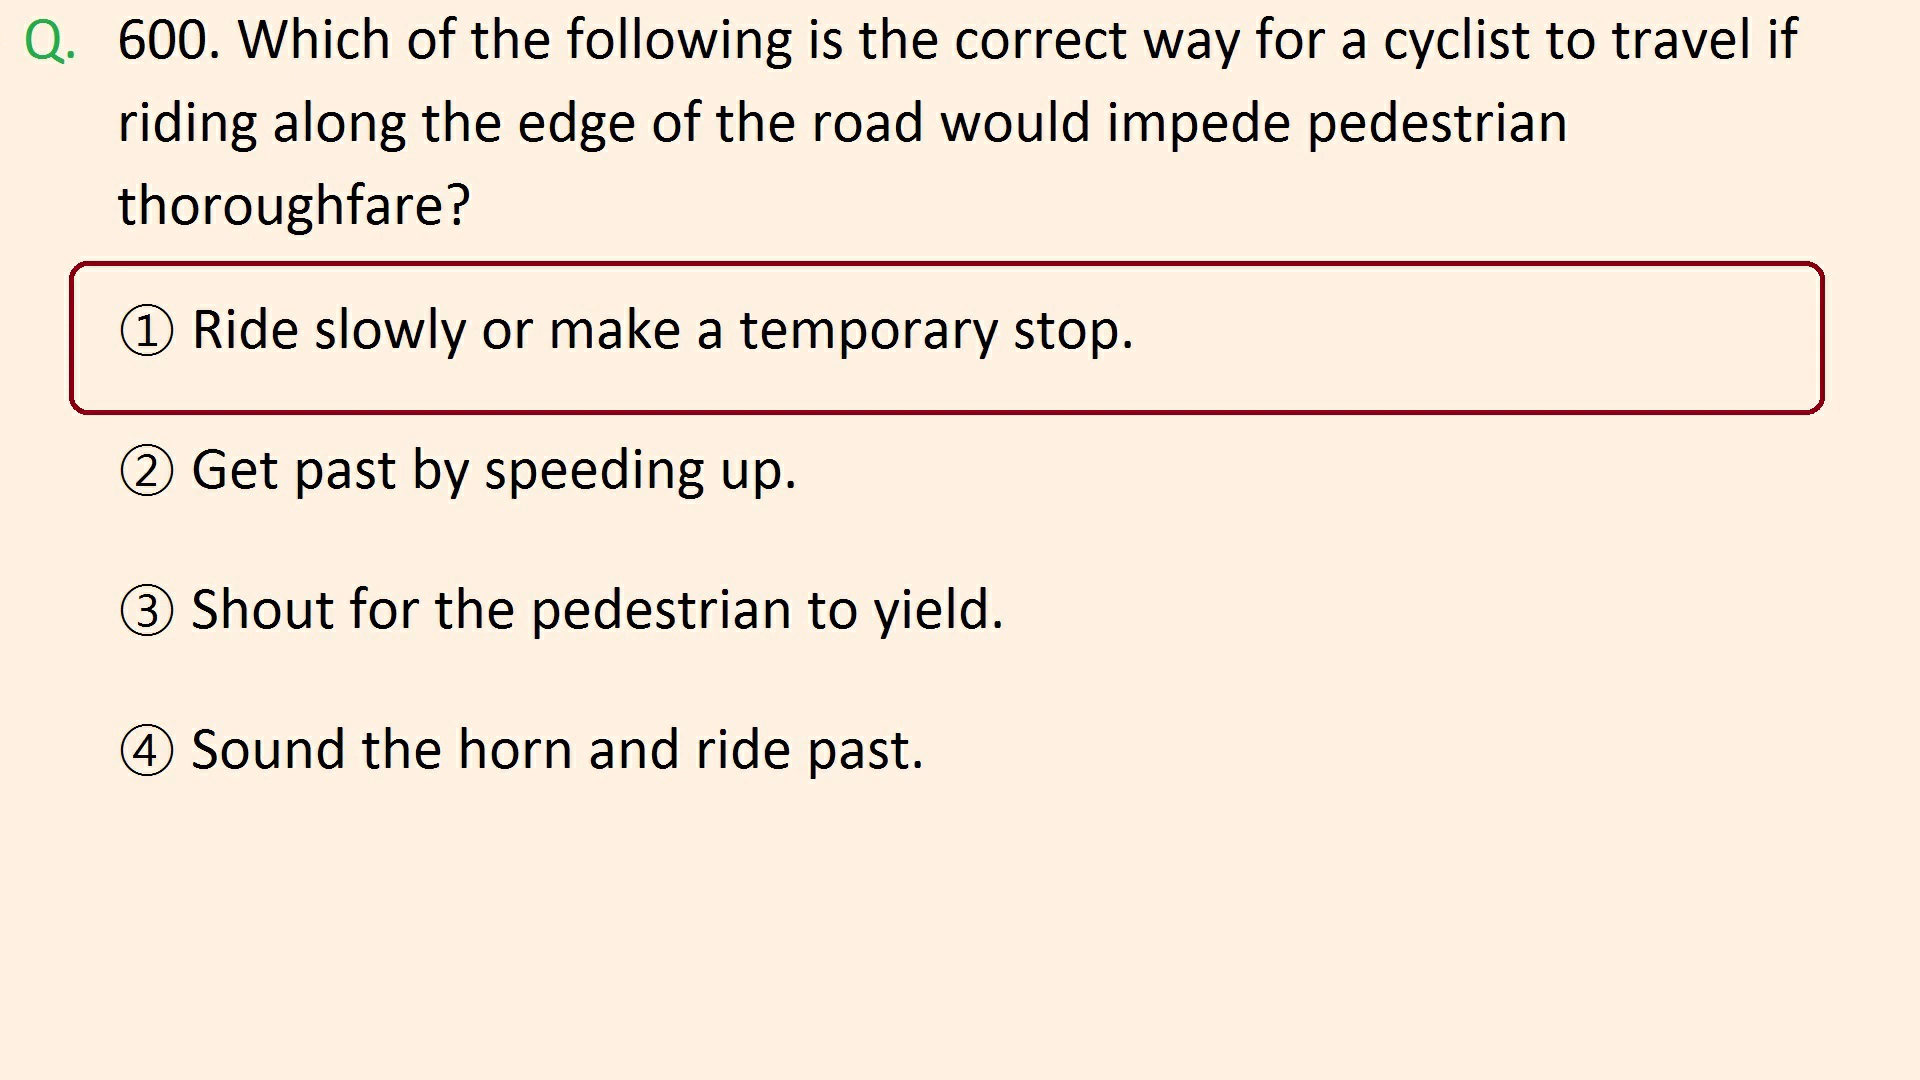 Q. 600. Which of the following is the correct way for a cyclist to travel if
riding along the edge of the road would impede pedestrian
thoroughfare?
① Ride slowly or make a temporary stop.
② Get past by speeding up.
③ Shout for the pedestrian to yield.
④ Sound the horn and ride past.